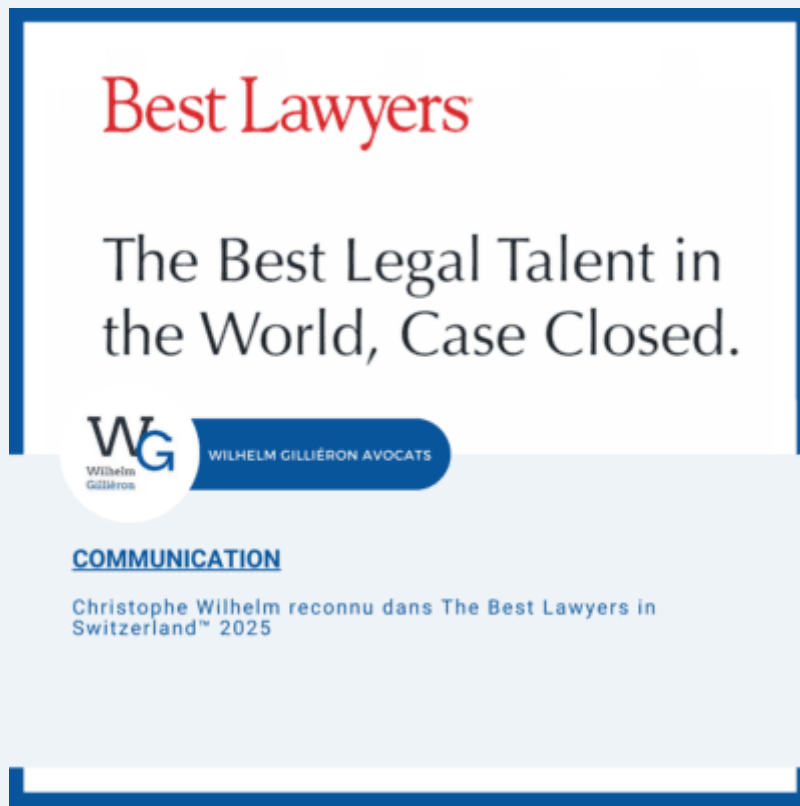 Best Lawyers
The Best Legal Talent in
the World, Case Closed.
WG
Wilhelm
Gilliéron
WILHELM GILLIÉRON AVOCATS
COMMUNICATION
Christophe Wilhelm reconnu dans The Best Lawyers in
Switzerland™ 2025